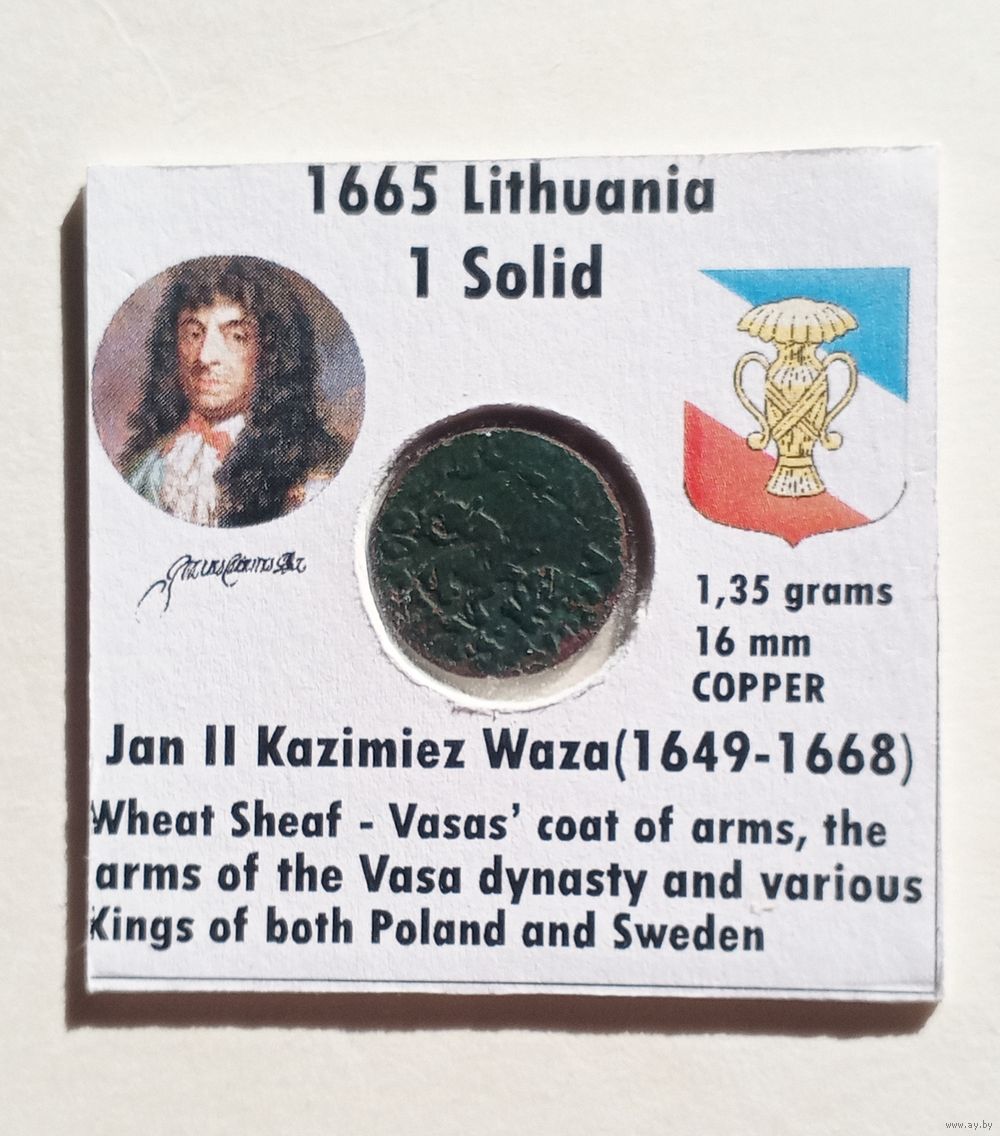 1665 Lithuania
1 Solid
1,35 grams
16 mm
COPPER
Jan II Kazimiez Waza(1649-1668)
Wheat Sheaf - Vasas’ coat of arms, the
arms of the Vasa dynasty and various
Kings of both Poland and Sweden
www.ay.by